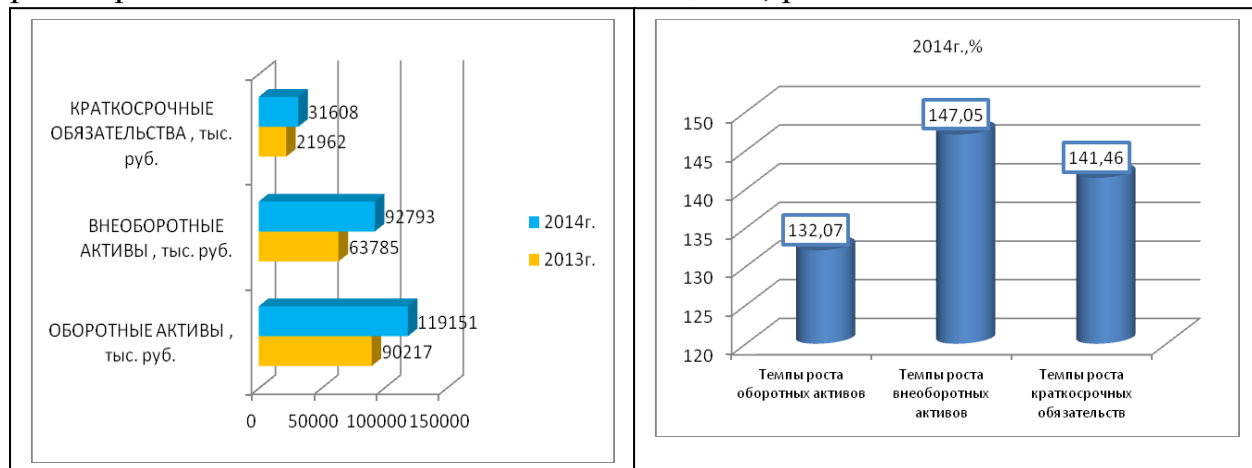 КРАТКОСРОЧНЫЕ
ОБЯЗАТЕЛЬСТВА , тыс.
руб.
31608
21962
ВНЕОБОРОТНЫЕ
АКТИВЫ , тыс. руб.
92793
63785
ОБОРОТНЫЕ АКТИВЫ ,
тыс. руб.
119151
90217
0 50000 100000 150000
2014г.
2013г.
2014г.,%
150
145
140
135
130
125
120
132,07
147,05
141,46
Темпы роста
оборотных активов
Темпы роста
внеоборотных
активов
Темпы роста
краткосрочных
обязательств